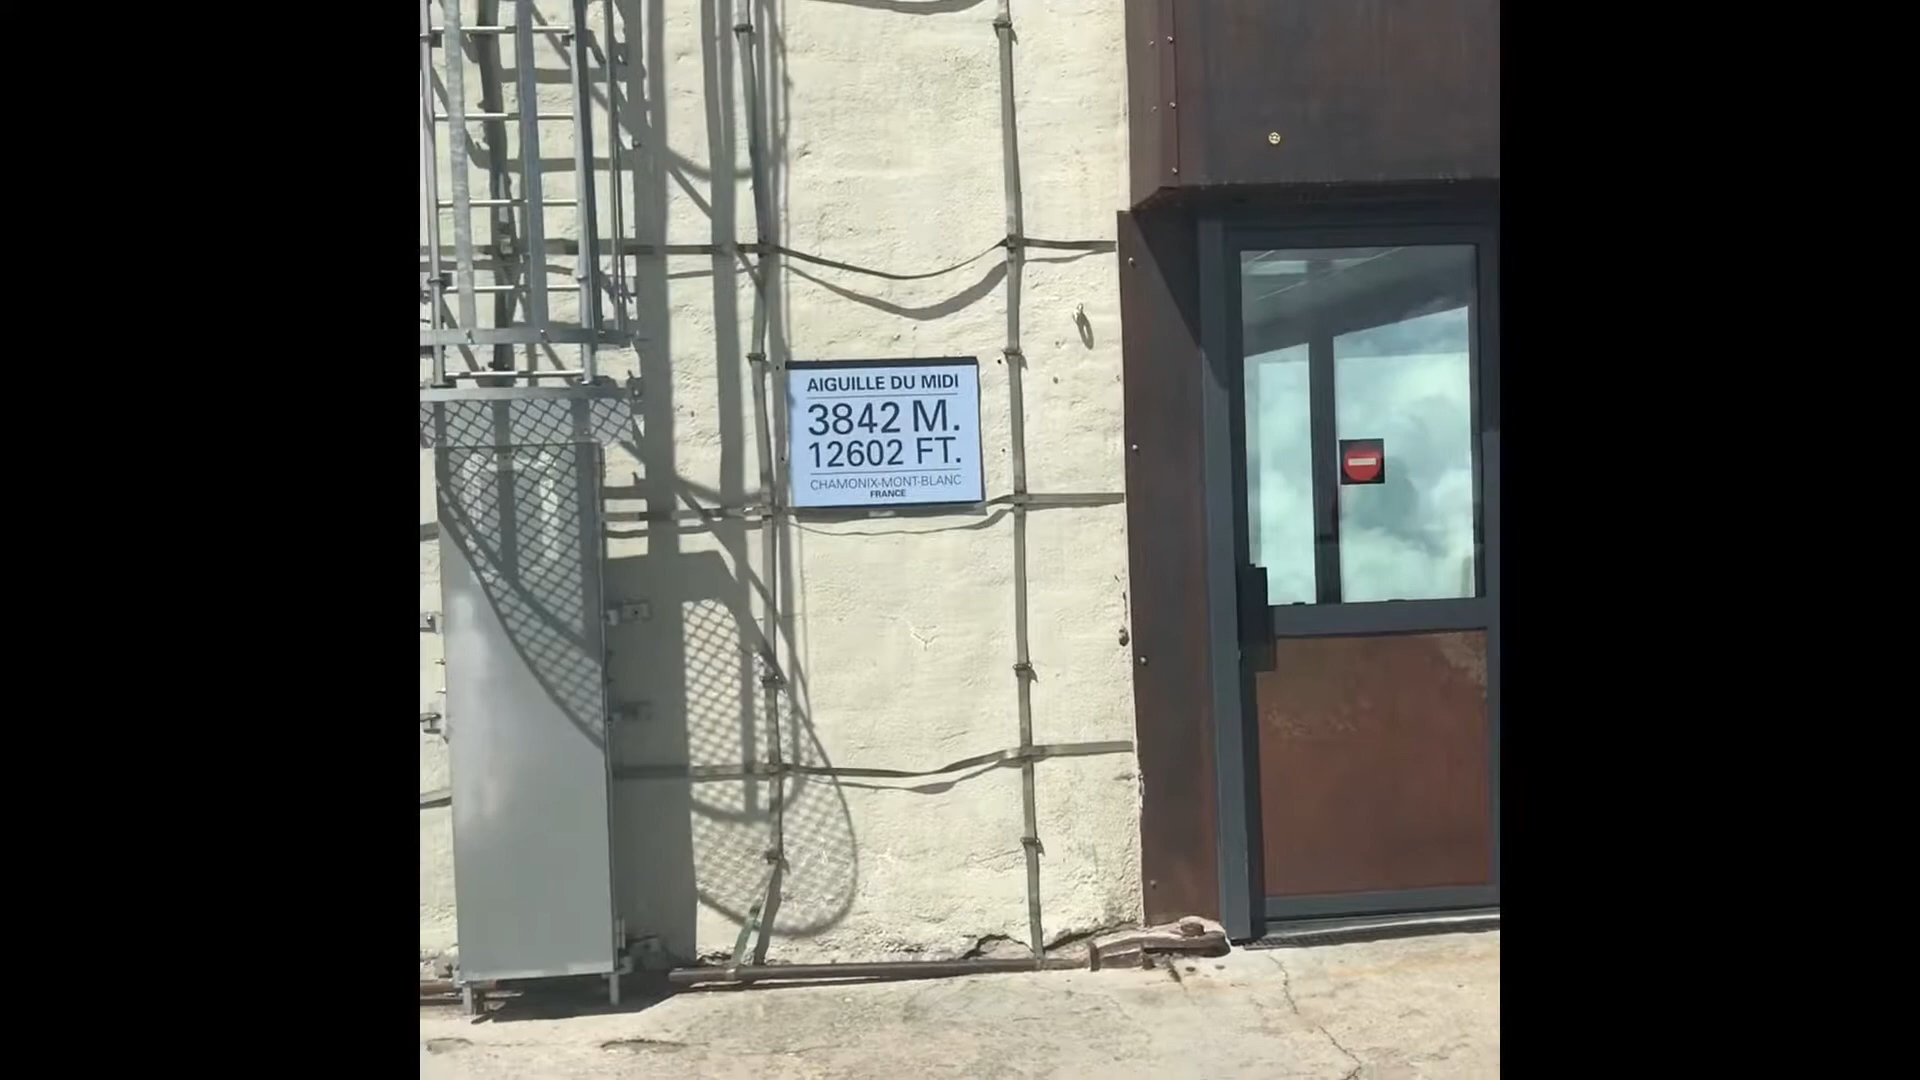 AIGUILLE DU MIDI
3842 M.
12602 FT.
CHAMONIX-MONT-BLANC
FRANCE